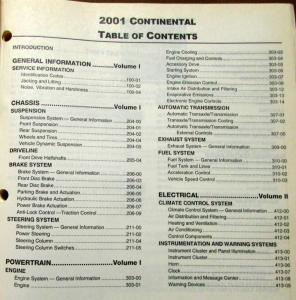 2001 CONTINENTAL
TABLE OF CONTENTS
INTRODUCTION
GENERAL INFORMATION Volume I
SERVICE INFORMATION
Identification Codes 100-01
Jacking and Lifting 100-02
Noise, Vibration and Harshness 100-04
CHASSIS Volume I
SUSPENSION
Suspension System — General Information 204-00
Front Suspension 204-01
Rear Suspension 204-02
Wheels and Tires 204-04
Vehicle Dynamic Suspension 204-05
DRIVELINE
Front Drive Halfshafts 205-04
BRAKE SYSTEM
Brake System — General Information 206-00
Front Disc Brake 206-03
Rear Disc Brake 206-04
Parking Brake and Actuation 206-05
Hydraulic Brake Actuation 206-06
Power Brake Actuation 206-07
Anti-Lock Control — Traction Control 206-09
STEERING SYSTEM
Steering System — General Information 211-00
Power Steering 211-02
Steering Column 211-04
Steering Column Switches 211-05
POWERTRAIN Volume I
ENGINE
Engine System — General Information 303-00
Engine 303-01
Engine Cooling 303-03
Fuel Charging and Controls 303-04
Accessory Drive 303-05
Starting System 303-06
Engine Ignition 303-07
Engine Emission Control 303-08
Intake Air Distribution and Filtering 303-12
Evaporative Emissions 303-13
Electronic Engine Controls 303-14
AUTOMATIC TRANSMISSION
Automatic Transaxle/Transmission 307-01
Transaxle/Transmission Cooling 307-02
Automatic Transaxle/Transmission
External Controls 307-05
EXHAUST SYSTEM
Exhaust System — General Information 309-00
FUEL SYSTEM
Fuel System — General Information 310-00
Fuel Tank and Lines 310-01
Acceleration Control 310-02
Vehicle Speed Control 310-03
ELECTRICAL Volume II
CLIMATE CONTROL SYSTEM
Climate Control System — General Information 412-00
Air Distribution and Filtering 412-01
Heating and Ventilation 412-02
Air Conditioning 412-03
Control Components 412-04
INSTRUMENTATION AND WARNING SYSTEMS
Instrument Cluster and Panel Illumination 413-00
Instrument Cluster 413-01
Horn 413-06
Clock 413-07
Information and Message Center 413-08
Warning Devices 413-09